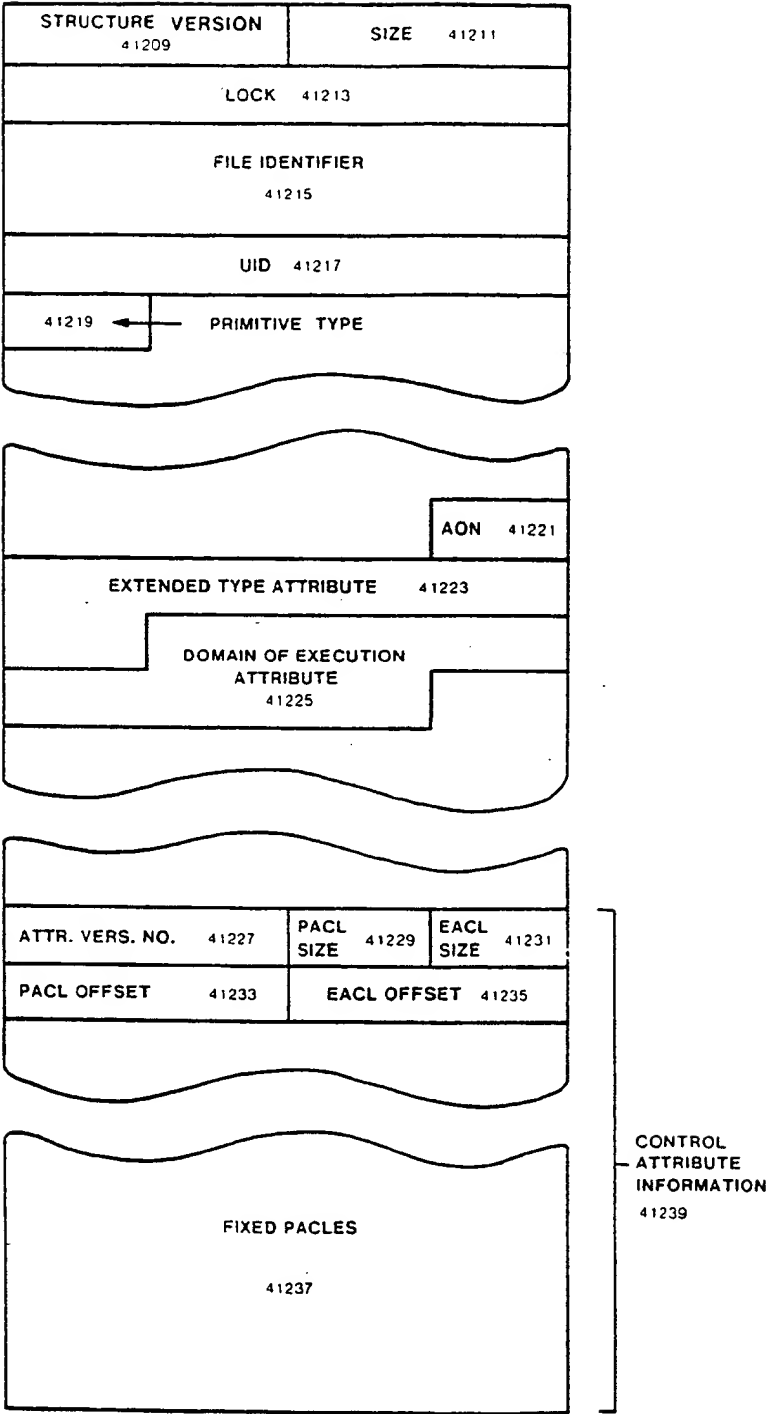 STRUCTURE VERSION
41209
SIZE 41211
LOCK 41213
FILE IDENTIFIER
41215
UID 41217
41219
PRIMITIVE TYPE
AON 41221
EXTENDED TYPE ATTRIBUTE 41223
DOMAIN OF EXECUTION
ATTRIBUTE
41225
ATTR. VERS. NO. 41227
PACL
SIZE 41229
EACL
SIZE 41231
PACL OFFSET 41233
EACL OFFSET 41235
CONTROL
ATTRIBUTE
INFORMATION
41239
FIXED PACLES
41237